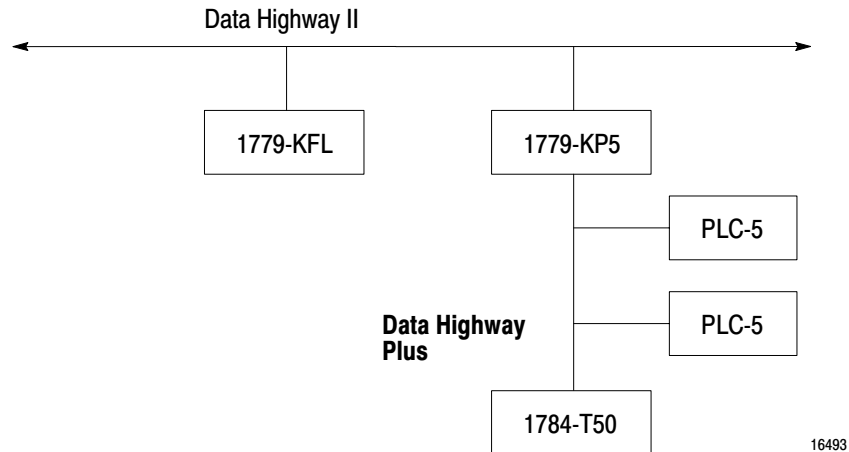 Data Highway II
1779-KFL
1779-KP5
PLC-5
PLC-5
Data Highway
Plus
1784-T50
16493